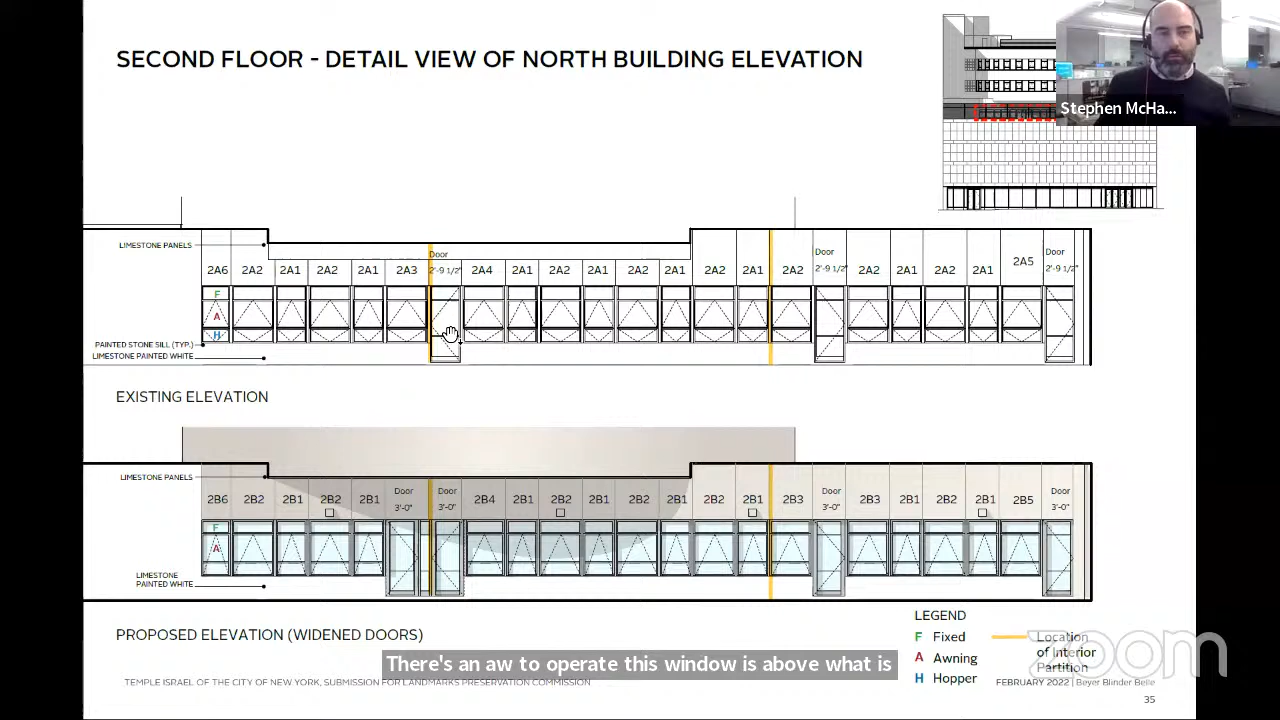 SECOND FLOOR - DETAIL VIEW OF NORTH BUILDING ELEVATION
Stephen McHa...
LIMESTONE PANELS
Door Door Door
2A6 2A2 2A1 2A2 2A1 2A3 2'-9 1/2" 2A4 2A1 2A2 2A1 2A2 2A1 2A2 2A1 2A2 2'-9 1/2" 2A2 2A1 2A2 2A1 2A5 2'-9 1/2"
F
A
H
PAINTED STONE SILL (TYP.)
LIMESTONE PAINTED WHITE
EXISTING ELEVATION
LIMESTONE PANELS
2B6 2B2 2B1 2B2 2B1 Door Door 2B4 2B1 2B2 2B1 2B2 2B1 2B2 2B1 2B3 Door 2B3 2B1 2B2 2B1 2B5 Door
3'-0" 3'-0" 3'-0" 3'-0"
F
A
LIMESTONE
PAINTED WHITE
PROPOSED ELEVATION (WIDENED DOORS)
LEGEND
F Fixed
A Awning
H Hopper
Location
of Interior
Partition
zoom
There's an aw to operate this window is above what is
TEMPLE ISRAEL OF THE CITY OF NEW YORK, SUBMISSION FOR LANDMARKS PRESERVATION COMMISSION
FEBRUARY 2022 | Beyer Blinder Belle
35